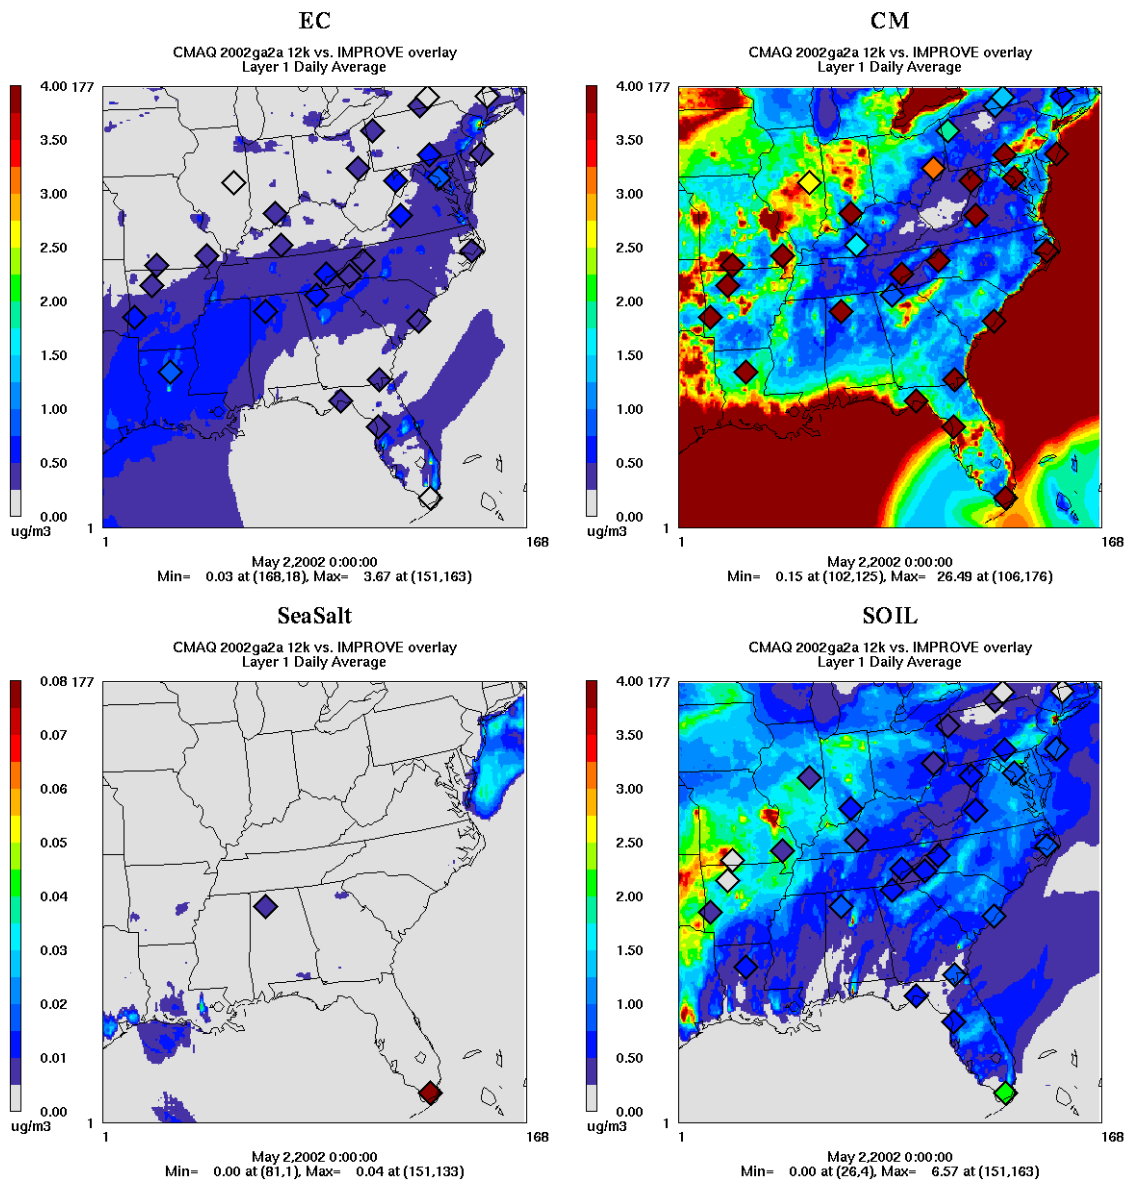 EC
CMAQ 2002ga2a 12k vs. IMPROVE overlay
Layer 1 Daily Average
4.00 177
3.50
3.00
2.50
2.00
1.50
1.00
0.50
0.00
ug/m3
1
1 168
May 2,2002 0:00:00
Min= 0.03 at (168,18), Max= 3.67 at (151,163)
CM
CMAQ 2002ga2a 12k vs. IMPROVE overlay
Layer 1 Daily Average
4.00 177
3.50
3.00
2.50
2.00
1.50
1.00
0.50
0.00
ug/m3
1
1 168
May 2,2002 0:00:00
Min= 0.15 at (102,125), Max= 26.49 at (106,176)
SeaSalt
CMAQ 2002ga2a 12k vs. IMPROVE overlay
Layer 1 Daily Average
0.08 177
0.07
0.06
0.05
0.04
0.03
0.02
0.01
0.00
ug/m3
1
1 168
May 2,2002 0:00:00
Min= 0.00 at (81,1), Max= 0.04 at (151,133)
SOIL
CMAQ 2002ga2a 12k vs. IMPROVE overlay
Layer 1 Daily Average
4.00 177
3.50
3.00
2.50
2.00
1.50
1.00
0.50
0.00
ug/m3
1
1 168
May 2,2002 0:00:00
Min= 0.00 at (26,4), Max= 6.57 at (151,163)